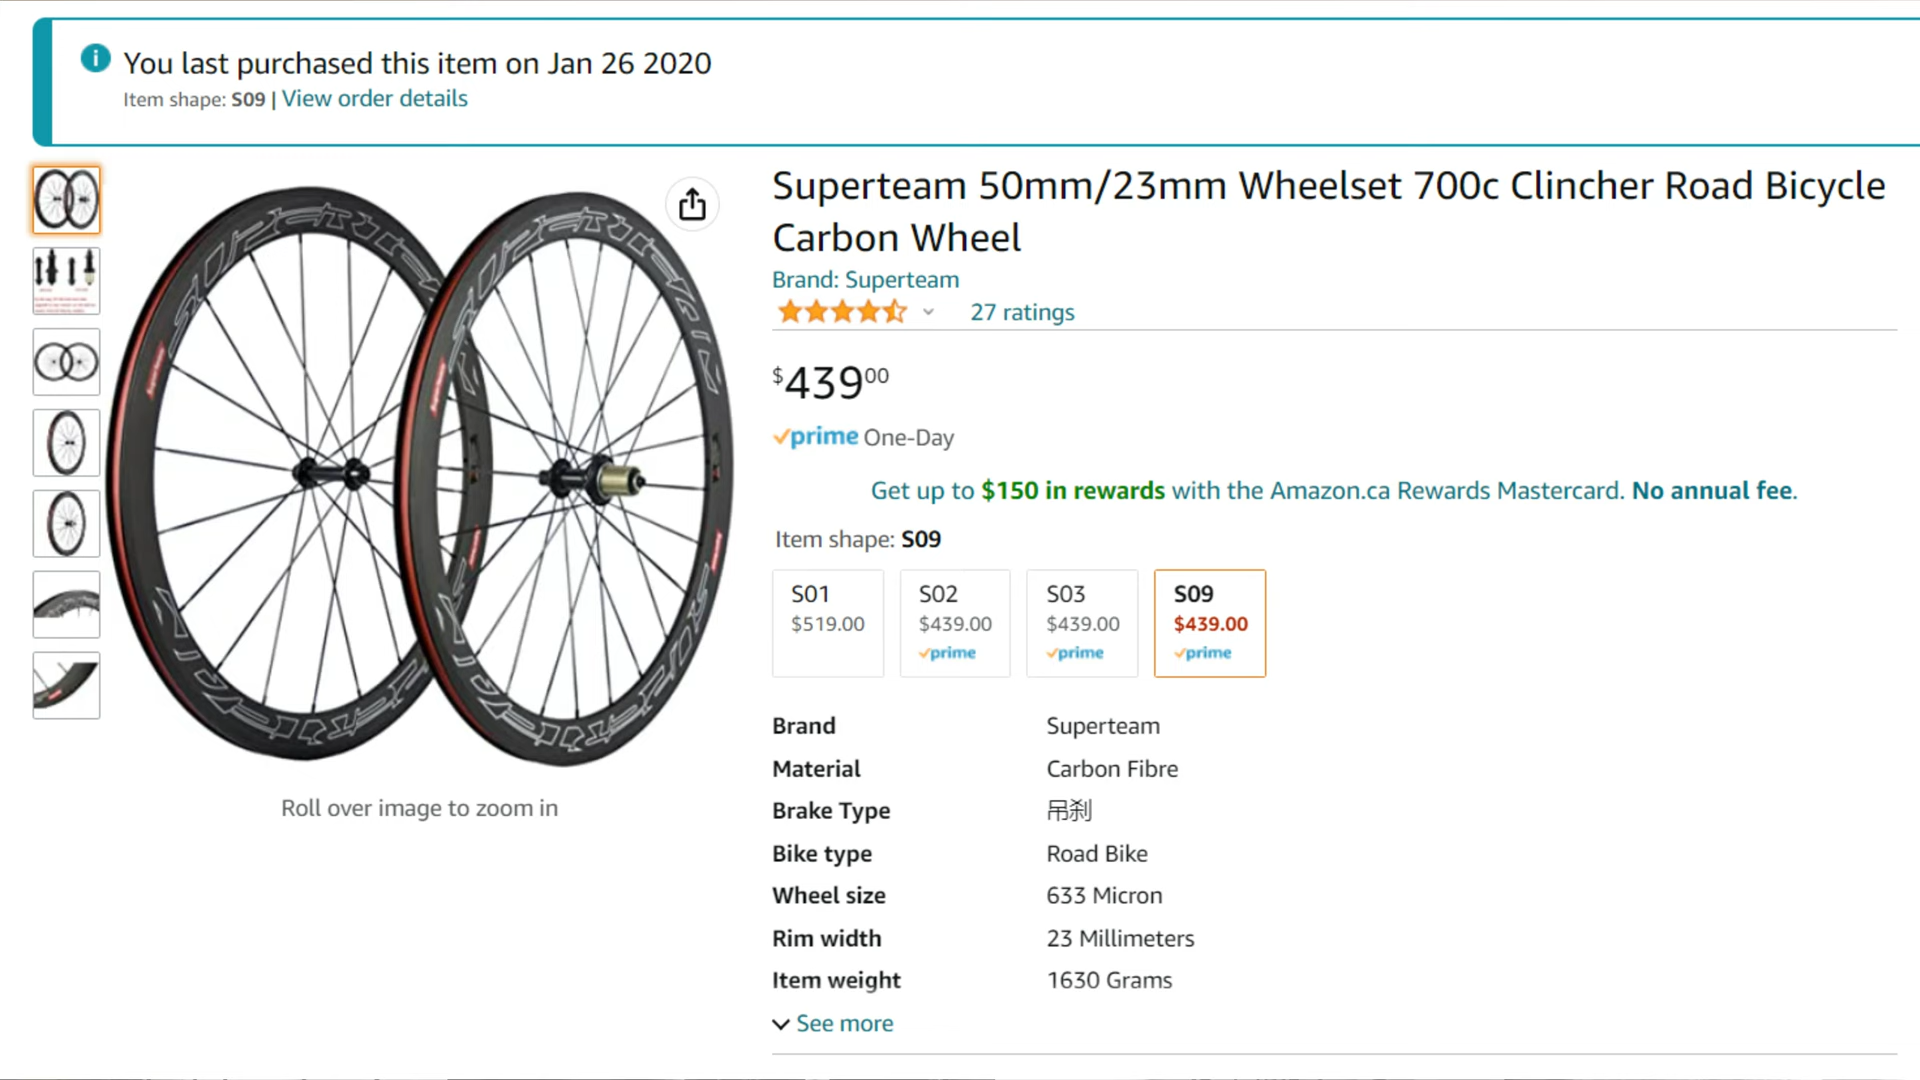 You last purchased this item on Jan 26 2020
Item shape: S09 | View order details
Superteam 50mm/23mm Wheelset 700c Clincher Road Bicycle
Carbon Wheel
Brand: Superteam
27 ratings
$439.00
prime One-Day
Get up to $150 in rewards with the Amazon.ca Rewards Mastercard. No annual fee.
Item shape: S09
S01 S02 S03 S09
$519.00 $439.00 $439.00 $439.00
prime prime prime
Brand Superteam
Material Carbon Fibre
Brake Type 吊刹
Bike type Road Bike
Wheel size 633 Micron
Rim width 23 Millimeters
Item weight 1630 Grams
See more
Roll over image to zoom in